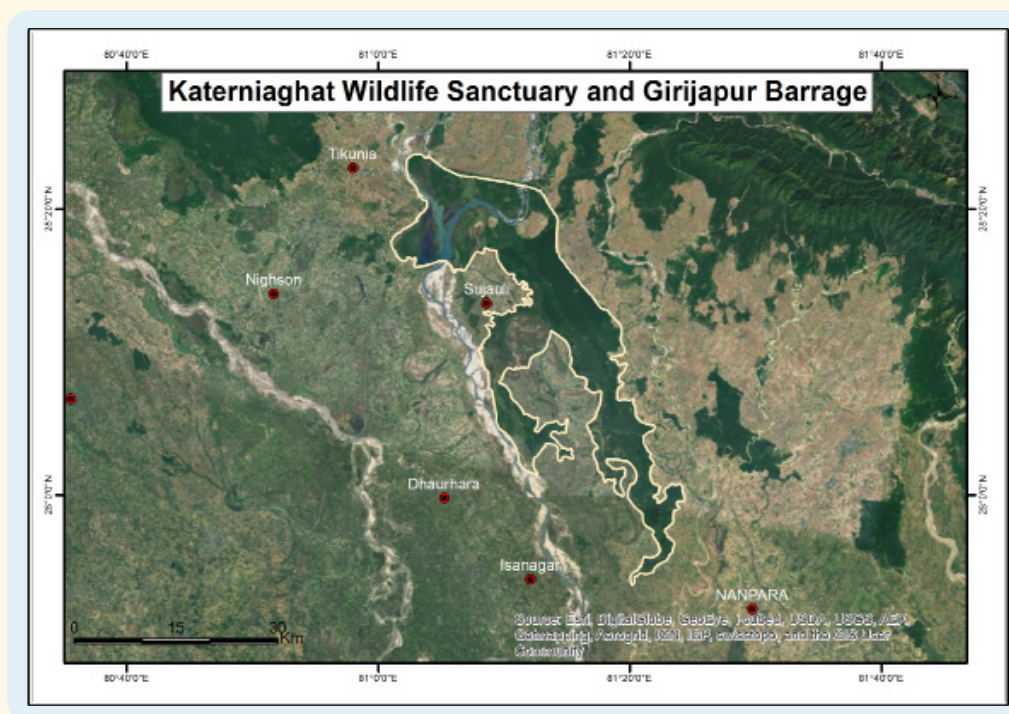 80°40'0"E 81°0'0"E 81°20'0"E 81°40'0"E
Katerniaghat Wildlife Sanctuary and Girijapur Barrage
Tikunia
28°20'0"N 28°20'0"N
Nighson
Sujauli
28°0'0"N 28°0'0"N
Dhaurhara
Isanagar
NANPARA
Source: Esri, DigitalGlobe, GeoEye, i-cubed, USDA, USGS, AEX,
Getmapping, Aerogrid, IGN, IGP, swisstopo, and the GIS User
Community
0 15 30
Km
80°40'0"E 81°0'0"E 81°20'0"E 81°40'0"E